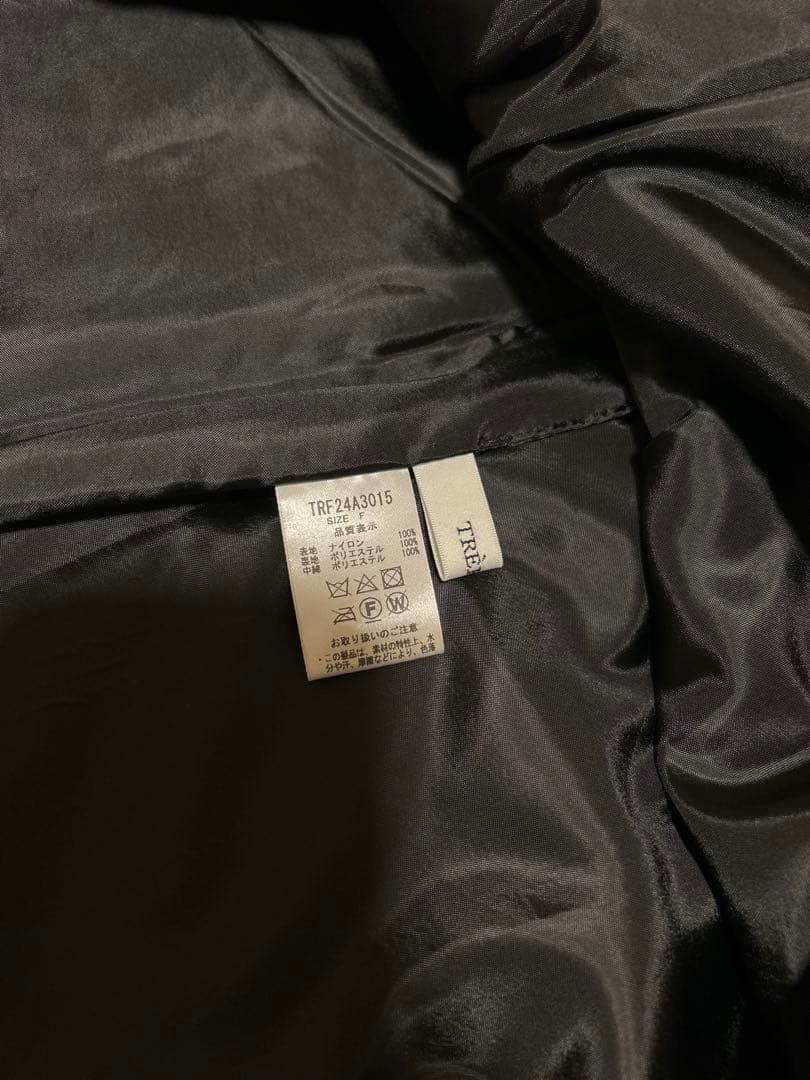 TRF24A3015
SIZE F
品質表示
表地 ナイロン 100%
裏地 ポリエステル 100%
中綿 ポリエステル 100%
F W
お取り扱いのご注意
・この製品は、素材の特性上、水
分や汗、摩擦などにより、色落
TRÈ